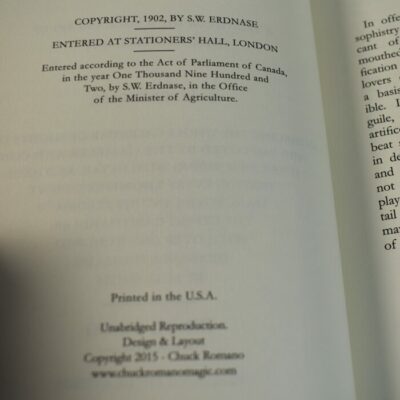 COPYRIGHT, 1902, BY S.W. ERDNASE
ENTERED AT STATIONERS' HALL, LONDON
Entered according to the Act of Parliament of Canada,
in the year One Thousand Nine Hundred and
Two, by S.W. Erdnase, in the Office
of the Minister of Agriculture.
Printed in the U.S.A.
Unabridged Reproduction.
Design & Layout
Copyright 2015 - Chuck Romano
www.chuckromanomagic.com
In offe
sophistry
cant of
mouthed
fication
lovers
a basis
ible. I
guile,
artific
beat
in de
and
not
play
tail
ma
of